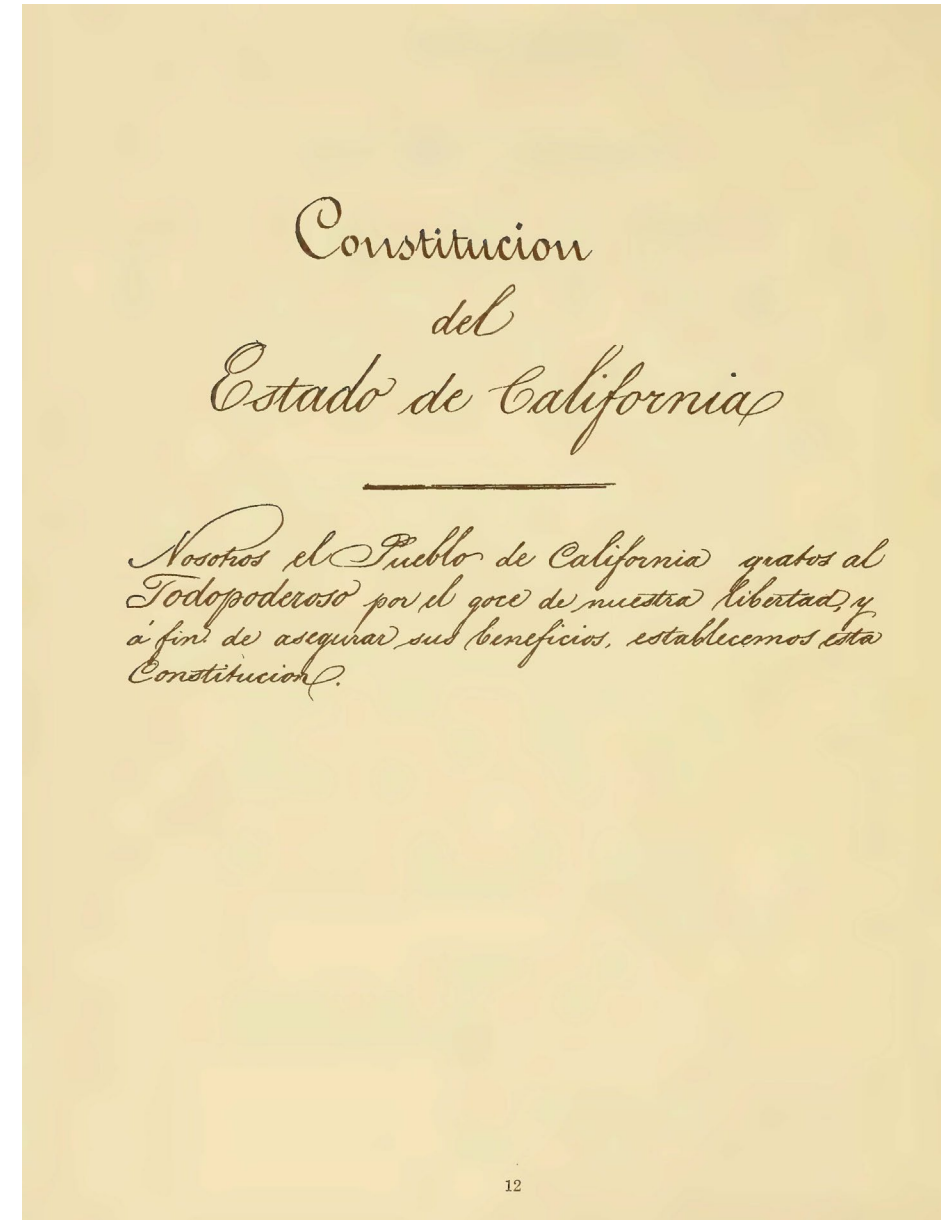 Constitucion
del
Estado de California
Nosotros el Pueblo de California gratos al
Todopoderoso por el goce de nuestra libertad, y
á fin de asegurar sus beneficios, establecemos esta
Constitucion.
12